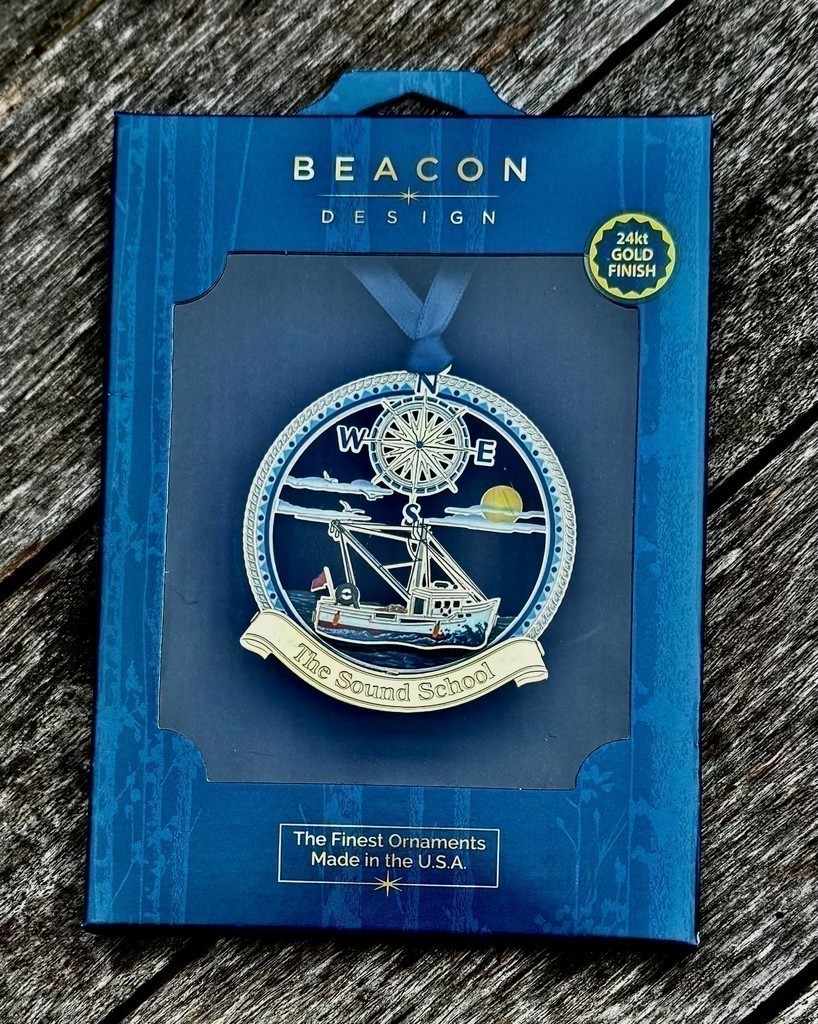 BEACON
DESIGN
24kt
GOLD
FINISH
N
W E
S
The Sound School
The Finest Ornaments
Made in the U.S.A.